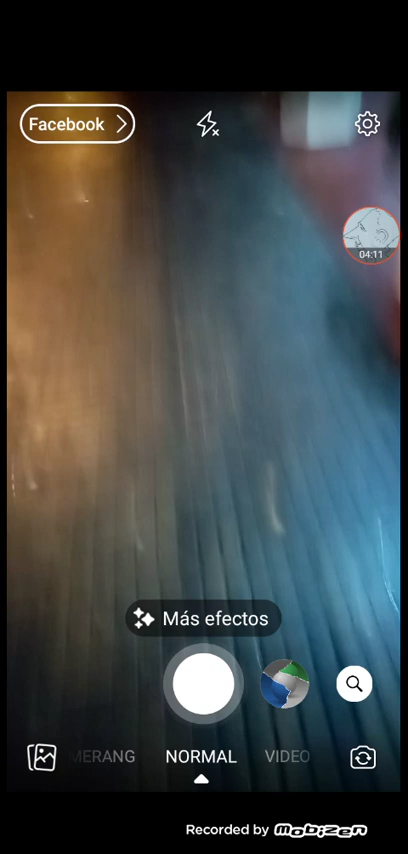 Facebook
04:11
Más efectos
MERANG NORMAL VIDEO
Recorded by Mobizen